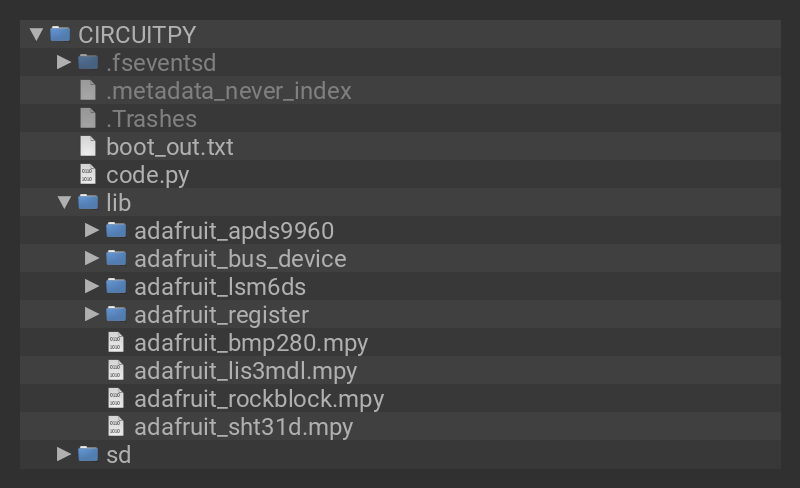 CIRCUITPY
.fseventsd
.metadata_never_index
.Trashes
boot_out.txt
code.py
lib
adafruit_apds9960
adafruit_bus_device
adafruit_lsm6ds
adafruit_register
adafruit_bmp280.mpy
adafruit_lis3mdl.mpy
adafruit_rockblock.mpy
adafruit_sht31d.mpy
sd